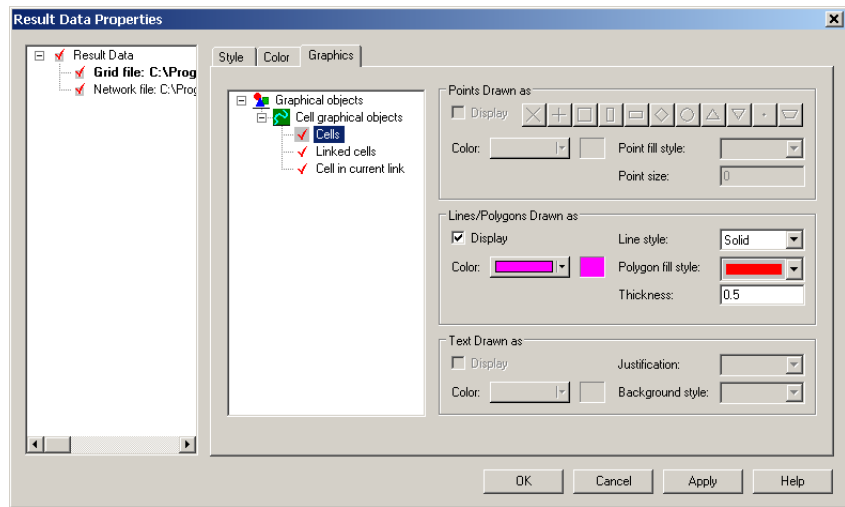 Result Data Properties
Result Data
Grid file: C:\Prog
Network file: C:\Prog
Style
Color
Graphics
Graphical objects
Cell graphical objects
Cells
Linked cells
Cell in current link
Points Drawn as
Display
Color:
Point fill style:
Point size:
0
Lines/Polygons Drawn as
Display
Line style:
Solid
Color:
Polygon fill style:
Thickness:
0.5
Text Drawn as
Display
Justification:
Color:
Background style:
OK
Cancel
Apply
Help